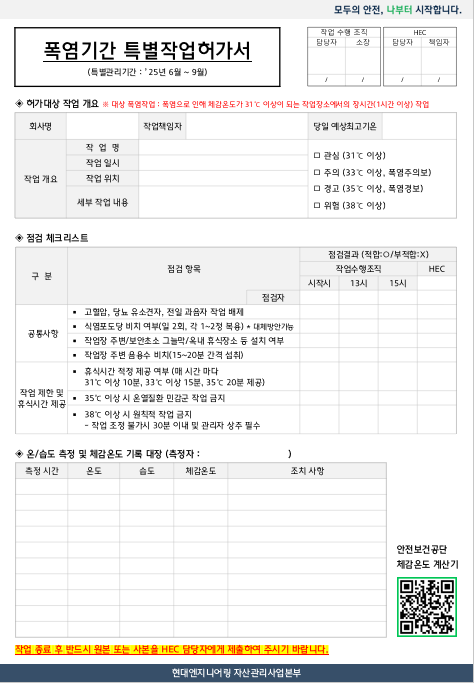 모두의 안전, 나부터 시작합니다.
폭염기간 특별작업허가서
(특별관리기간 : '25년 6월 ~ 9월)
작업 수행 조직 HEC
담당자 소장 담당자 책임자
/ / / /
◈ 허가대상 작업 개요 ※ 대상 폭염작업 : 폭염으로 인해 체감온도가 31℃ 이상이 되는 작업장소에서의 장시간(1시간 이상) 작업
회사명 작업책임자 당일 예상최고기온
작업 개요
작 업 명
작업 일시
작업 위치
세부 작업 내용
□ 관심 (31℃ 이상)
□ 주의 (33℃ 이상, 폭염주의보)
□ 경고 (35℃ 이상, 폭염경보)
□ 위험 (38℃ 이상)
◈ 점검 체크리스트
구 분 점검 항목 점검결과 (적합:O/부적합:X)
작업수행조직 HEC
시작시 13시 15시
점검자
공통사항
▪ 고혈압, 당뇨 유소견자, 전일 과음자 작업 배제
▪ 식염포도당 비치 여부(일 2회, 각 1~2정 복용) * 대체방안가능
▪ 작업장 주변/보안초소 그늘막/옥내 휴식장소 등 설치 여부
▪ 작업장 주변 음용수 비치(15~20분 간격 섭취)
작업 제한 및
휴식시간 제공
▪ 휴식시간 적정 제공 여부 (매 시간 마다
31℃ 이상 10분, 33℃ 이상 15분, 35℃ 20분 제공)
▪ 35℃ 이상 시 온열질환 민감군 작업 금지
▪ 38℃ 이상 시 원칙적 작업 금지
- 작업 조정 불가시 30분 이내 및 관리자 상주 필수
◈ 온/습도 측정 및 체감온도 기록 대장 (측정자 : )
측정 시간 온도 습도 체감온도 조치 사항
안전보건공단
체감온도 계산기
작업 종료 후 반드시 원본 또는 사본을 HEC 담당자에게 제출하여 주시기 바랍니다.
현대엔지니어링 자산관리사업본부